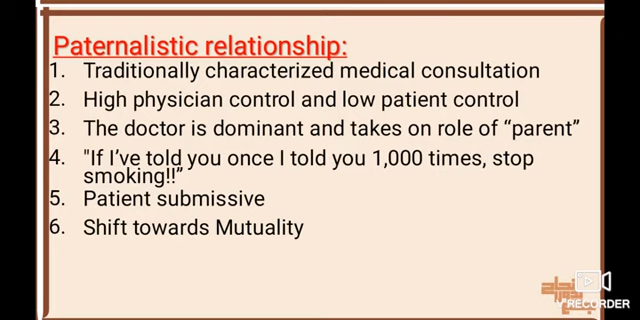 Paternalistic relationship:
1. Traditionally characterized medical consultation
2. High physician control and low patient control
3. The doctor is dominant and takes on role of “parent”
4. "If I’ve told you once I told you 1,000 times, stop
smoking!!”
5. Patient submissive
6. Shift towards Mutuality
RECORDER